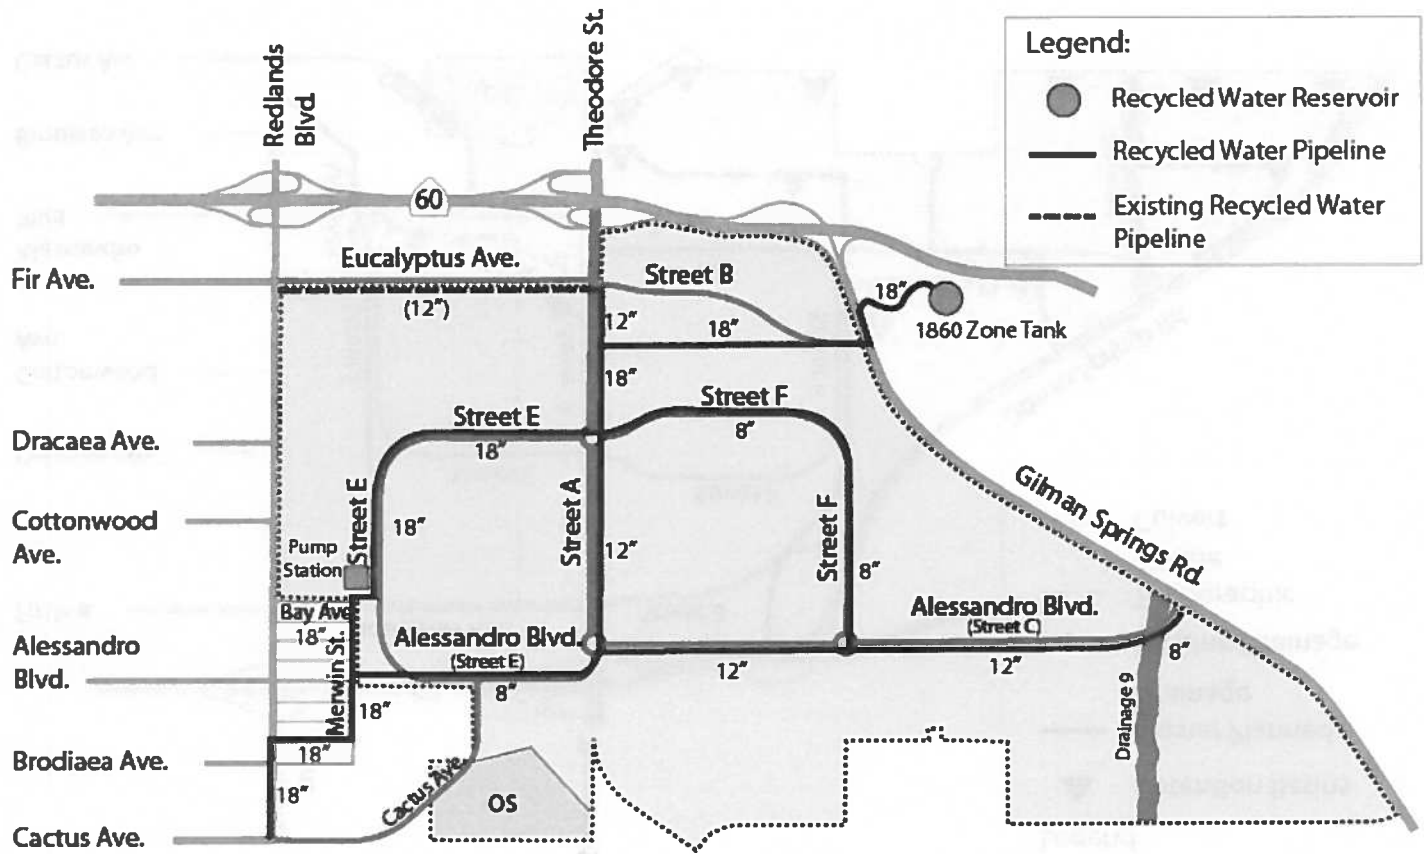 Redlands
Blvd.
Theodore St.
Legend:
Recycled Water Reservoir
Recycled Water Pipeline
Existing Recycled Water
Pipeline
60
Fir Ave.
Eucalyptus Ave.
(12")
Street B
12"
18"
18"
1860 Zone Tank
18"
Street E
18"
Street F
8"
Dracaea Ave.
Cottonwood
Ave.
Street E
18"
Street A
12"
Street F
8"
Gilman Springs Rd.
Pump
Station
Bay Ave
18"
Merwin St.
Alessandro
Blvd.
Alessandro Blvd.
(Street E)
8"
12"
Alessandro Blvd.
(Street C)
12"
8"
18"
Drainage 9
Brodiaea Ave.
18"
18"
Cactus Ave.
OS
Cactus Ave.